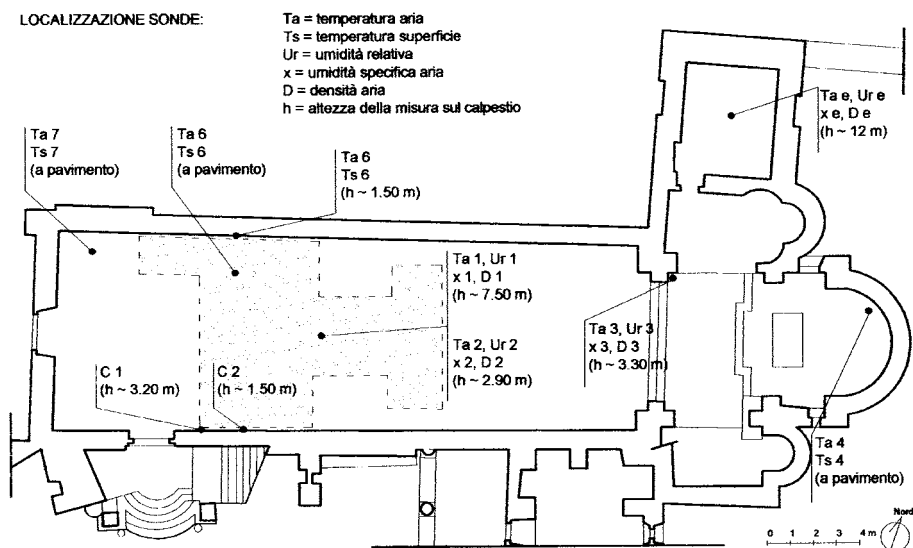 LOCALIZZAZIONE SONDE:
Ta = temperatura aria
Ts = temperatura superficie
Ur = umidità relativa
x = umidità specifica aria
D = densità aria
h = altezza della misura sul calpestio
Ta e, Ur e
x e, D e
(h ~ 12 m)
Ta 7
Ts 7
(a pavimento)
Ta 6
Ts 6
(a pavimento)
Ta 6
Ts 6
(h ~ 1.50 m)
Ta 1, Ur 1
x 1, D 1
(h ~ 7.50 m)
Ta 2, Ur 2
x 2, D 2
(h ~ 2.90 m)
Ta 3, Ur 3
x 3, D 3
(h ~ 3.30 m)
C 1
(h ~ 3.20 m)
C 2
(h ~ 1.50 m)
Ta 4
Ts 4
(a pavimento)
Nord
0 1 2 3 4 m